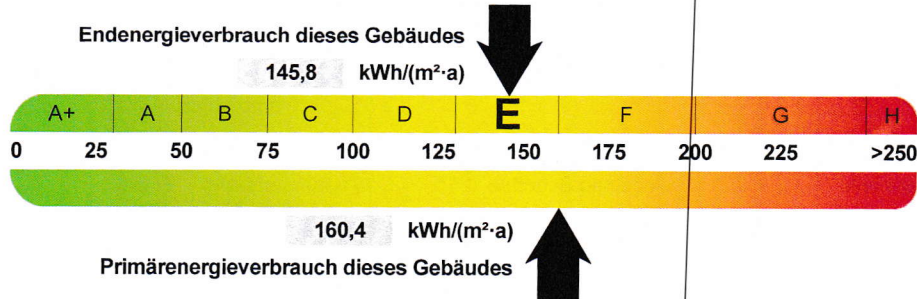 Endenergieverbrauch dieses Gebäudes
145,8 kWh/(m²·a)
A+ A B C D E F G H
0 25 50 75 100 125 150 175 200 225 >250
160,4 kWh/(m²·a)
Primärenergieverbrauch dieses Gebäudes